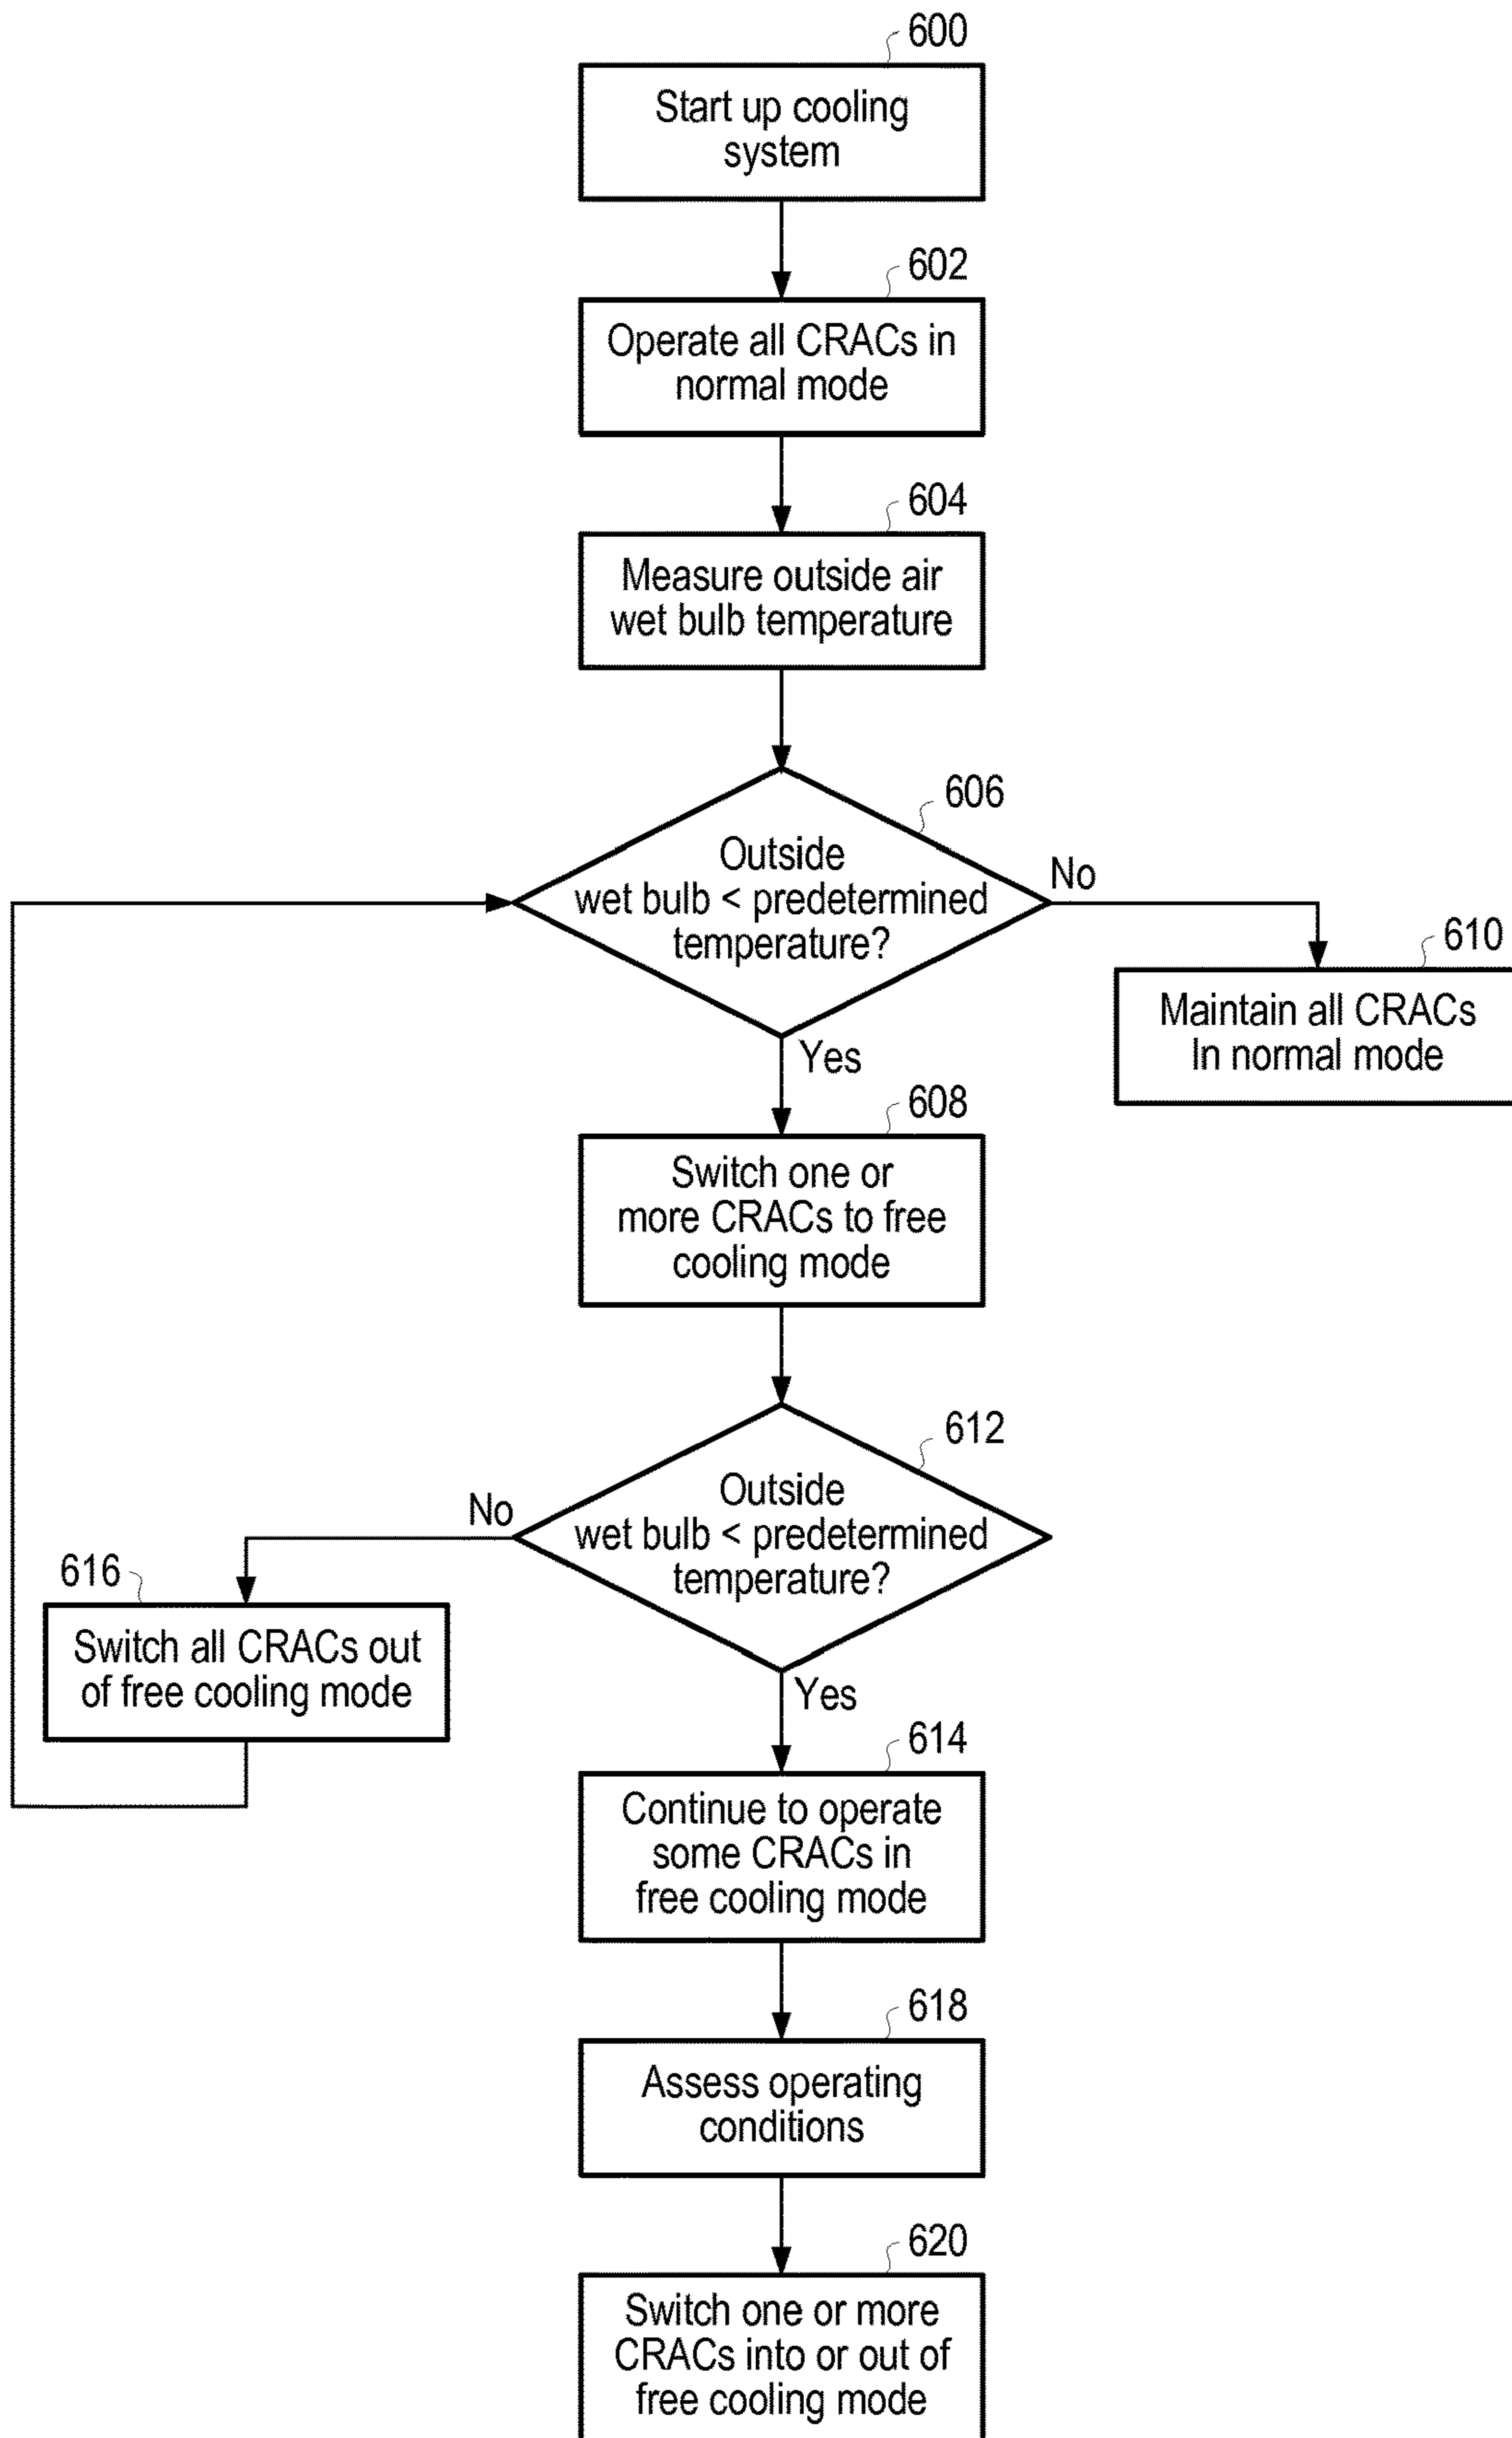 600
Start up cooling
system
602
Operate all CRACs in
normal mode
604
Measure outside air
wet bulb temperature
606
Outside
wet bulb < predetermined
temperature?
No
610
Maintain all CRACs
In normal mode
Yes
608
Switch one or
more CRACs to free
cooling mode
612
Outside
wet bulb < predetermined
temperature?
No
616
Switch all CRACs out
of free cooling mode
Yes
614
Continue to operate
some CRACs in
free cooling mode
618
Assess operating
conditions
620
Switch one or more
CRACs into or out of
free cooling mode